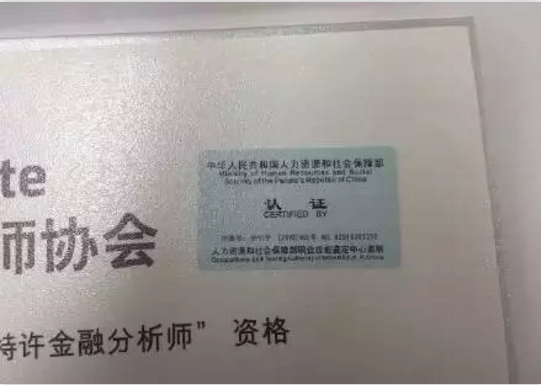 中华人民共和国人力资源和社会保障部
Ministry of Human Resources and Social
Security of the People's Republic of China
te
认 证
CERTIFIED BY
师协会
人力资源和社会保障部职业技能鉴定中心监制
特许金融分析师” 资格